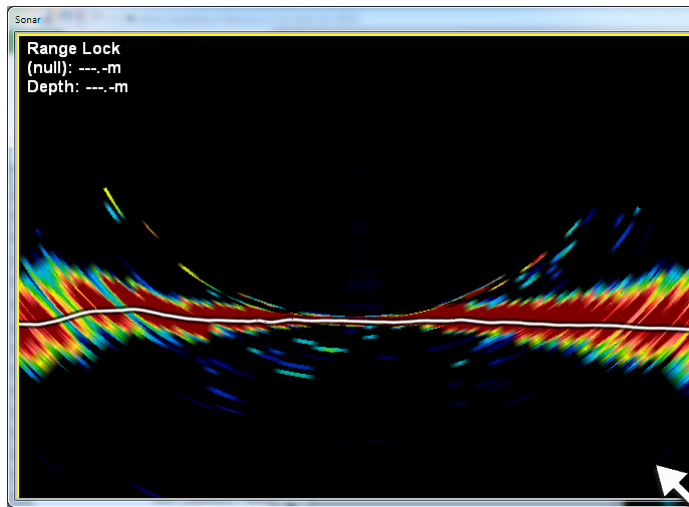 Sonar
Range Lock
(null): ---.-m
Depth: ---.-m